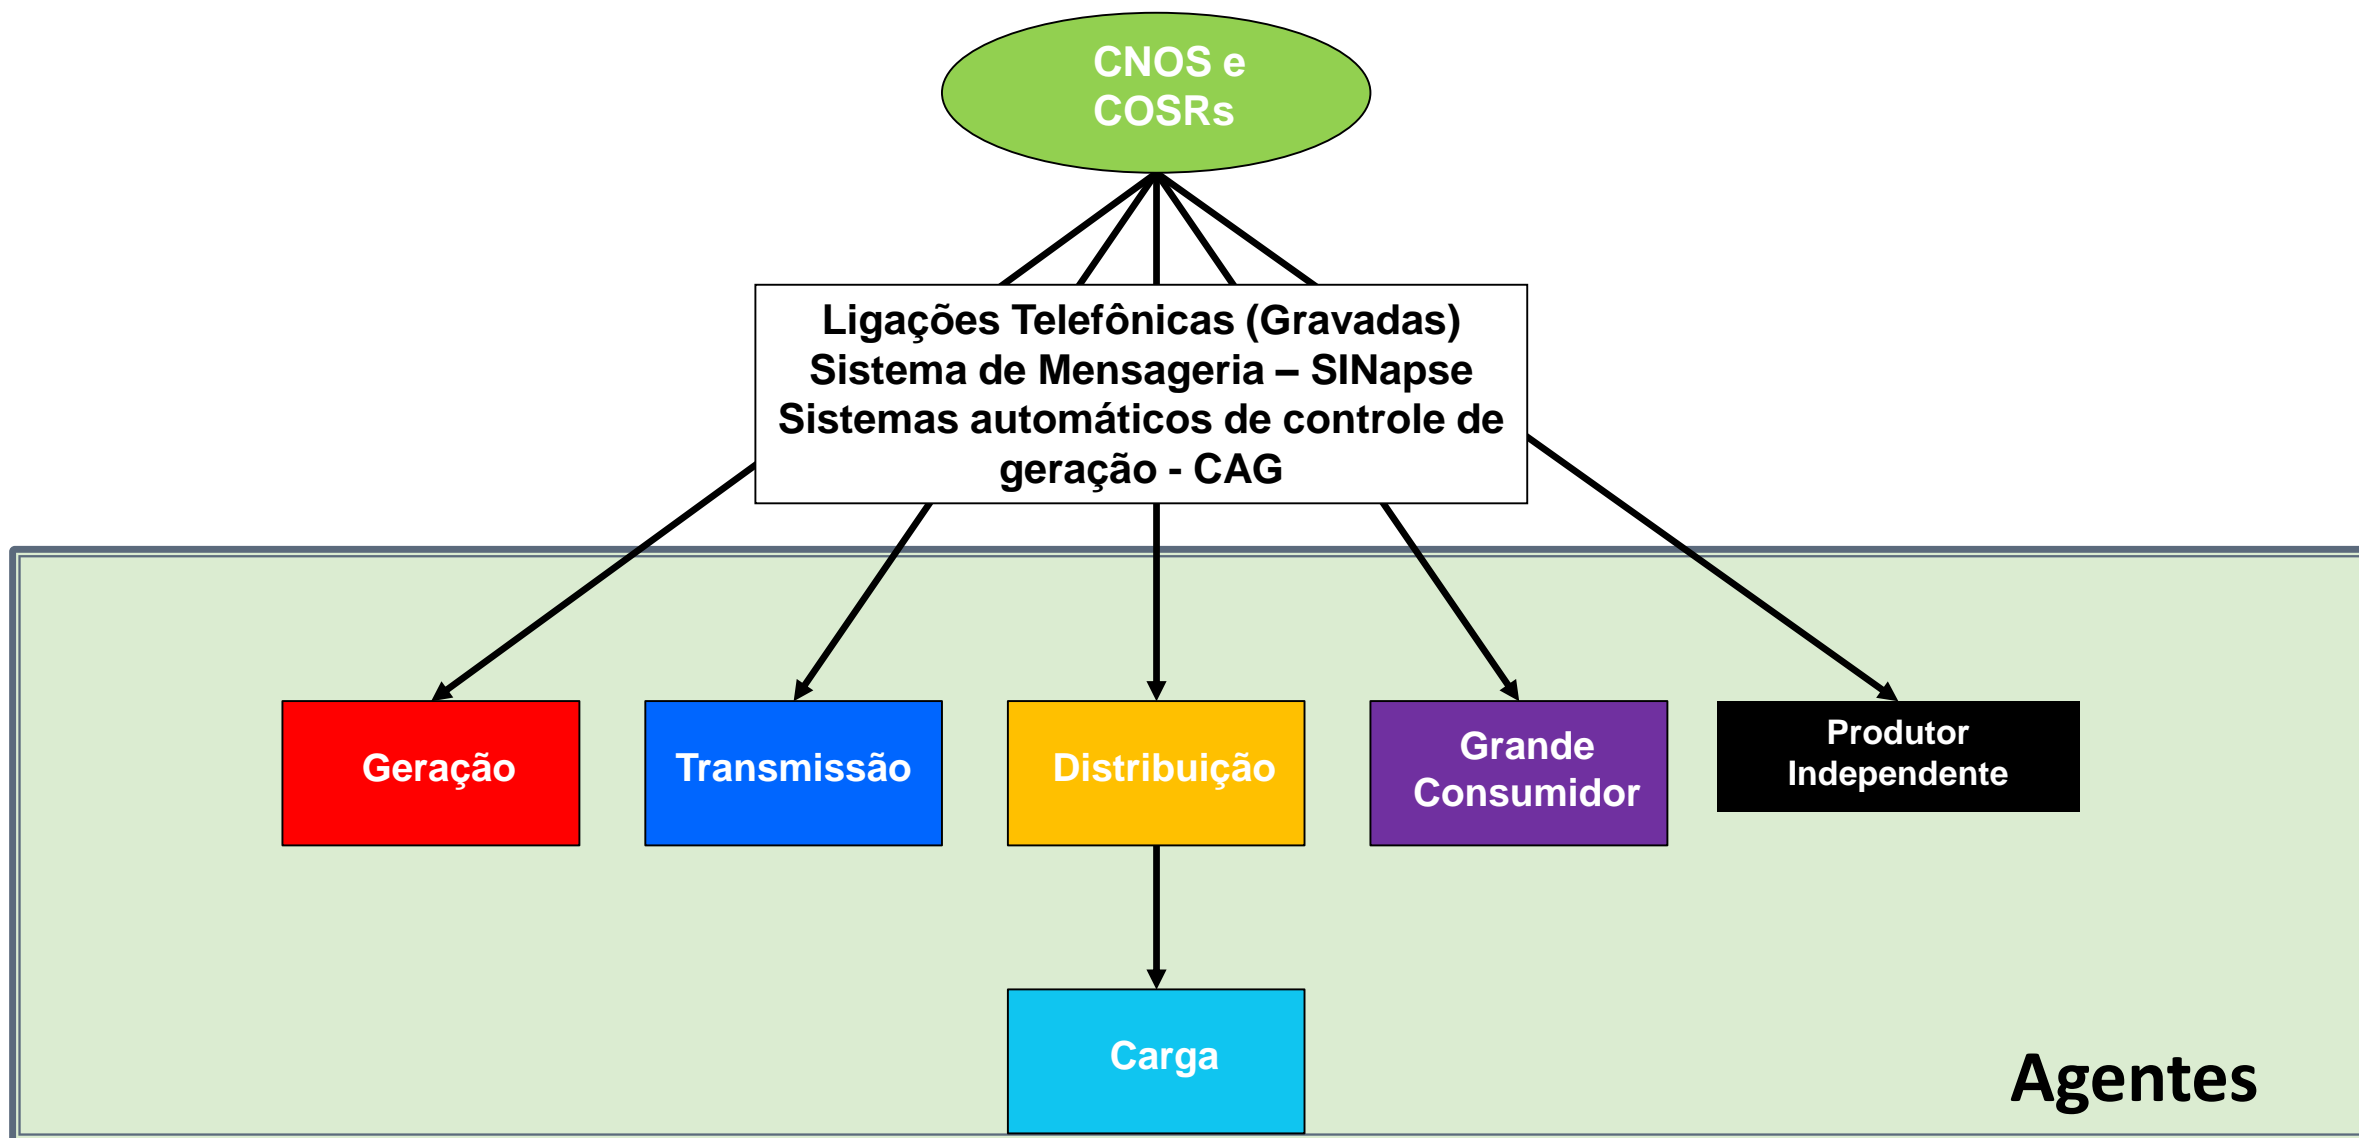 CNOS e
COSRs
Ligações Telefônicas (Gravadas)
Sistema de Mensageria – SINapse
Sistemas automáticos de controle de
geração - CAG
Geração
Transmissão
Distribuição
Grande
Consumidor
Produtor
Independente
Carga
Agentes